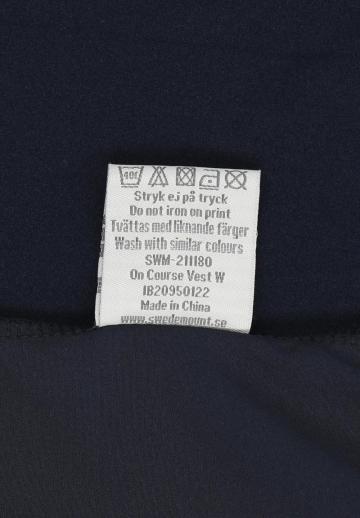 40C
Stryk ej på tryck
Do not iron on print
Tvättas med liknande färger
Wash with similar colours
SWM-211180
On Course Vest W
IB20950122
Made in China
www.swedemount.se